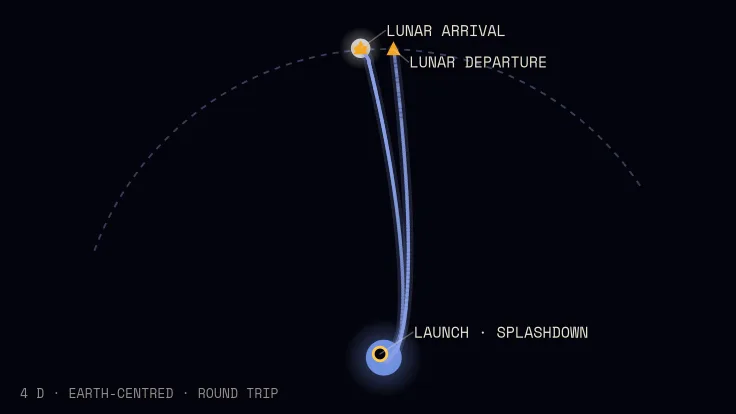 LUNAR ARRIVAL
LUNAR DEPARTURE
LAUNCH · SPLASHDOWN
4 D · EARTH-CENTRED · ROUND TRIP